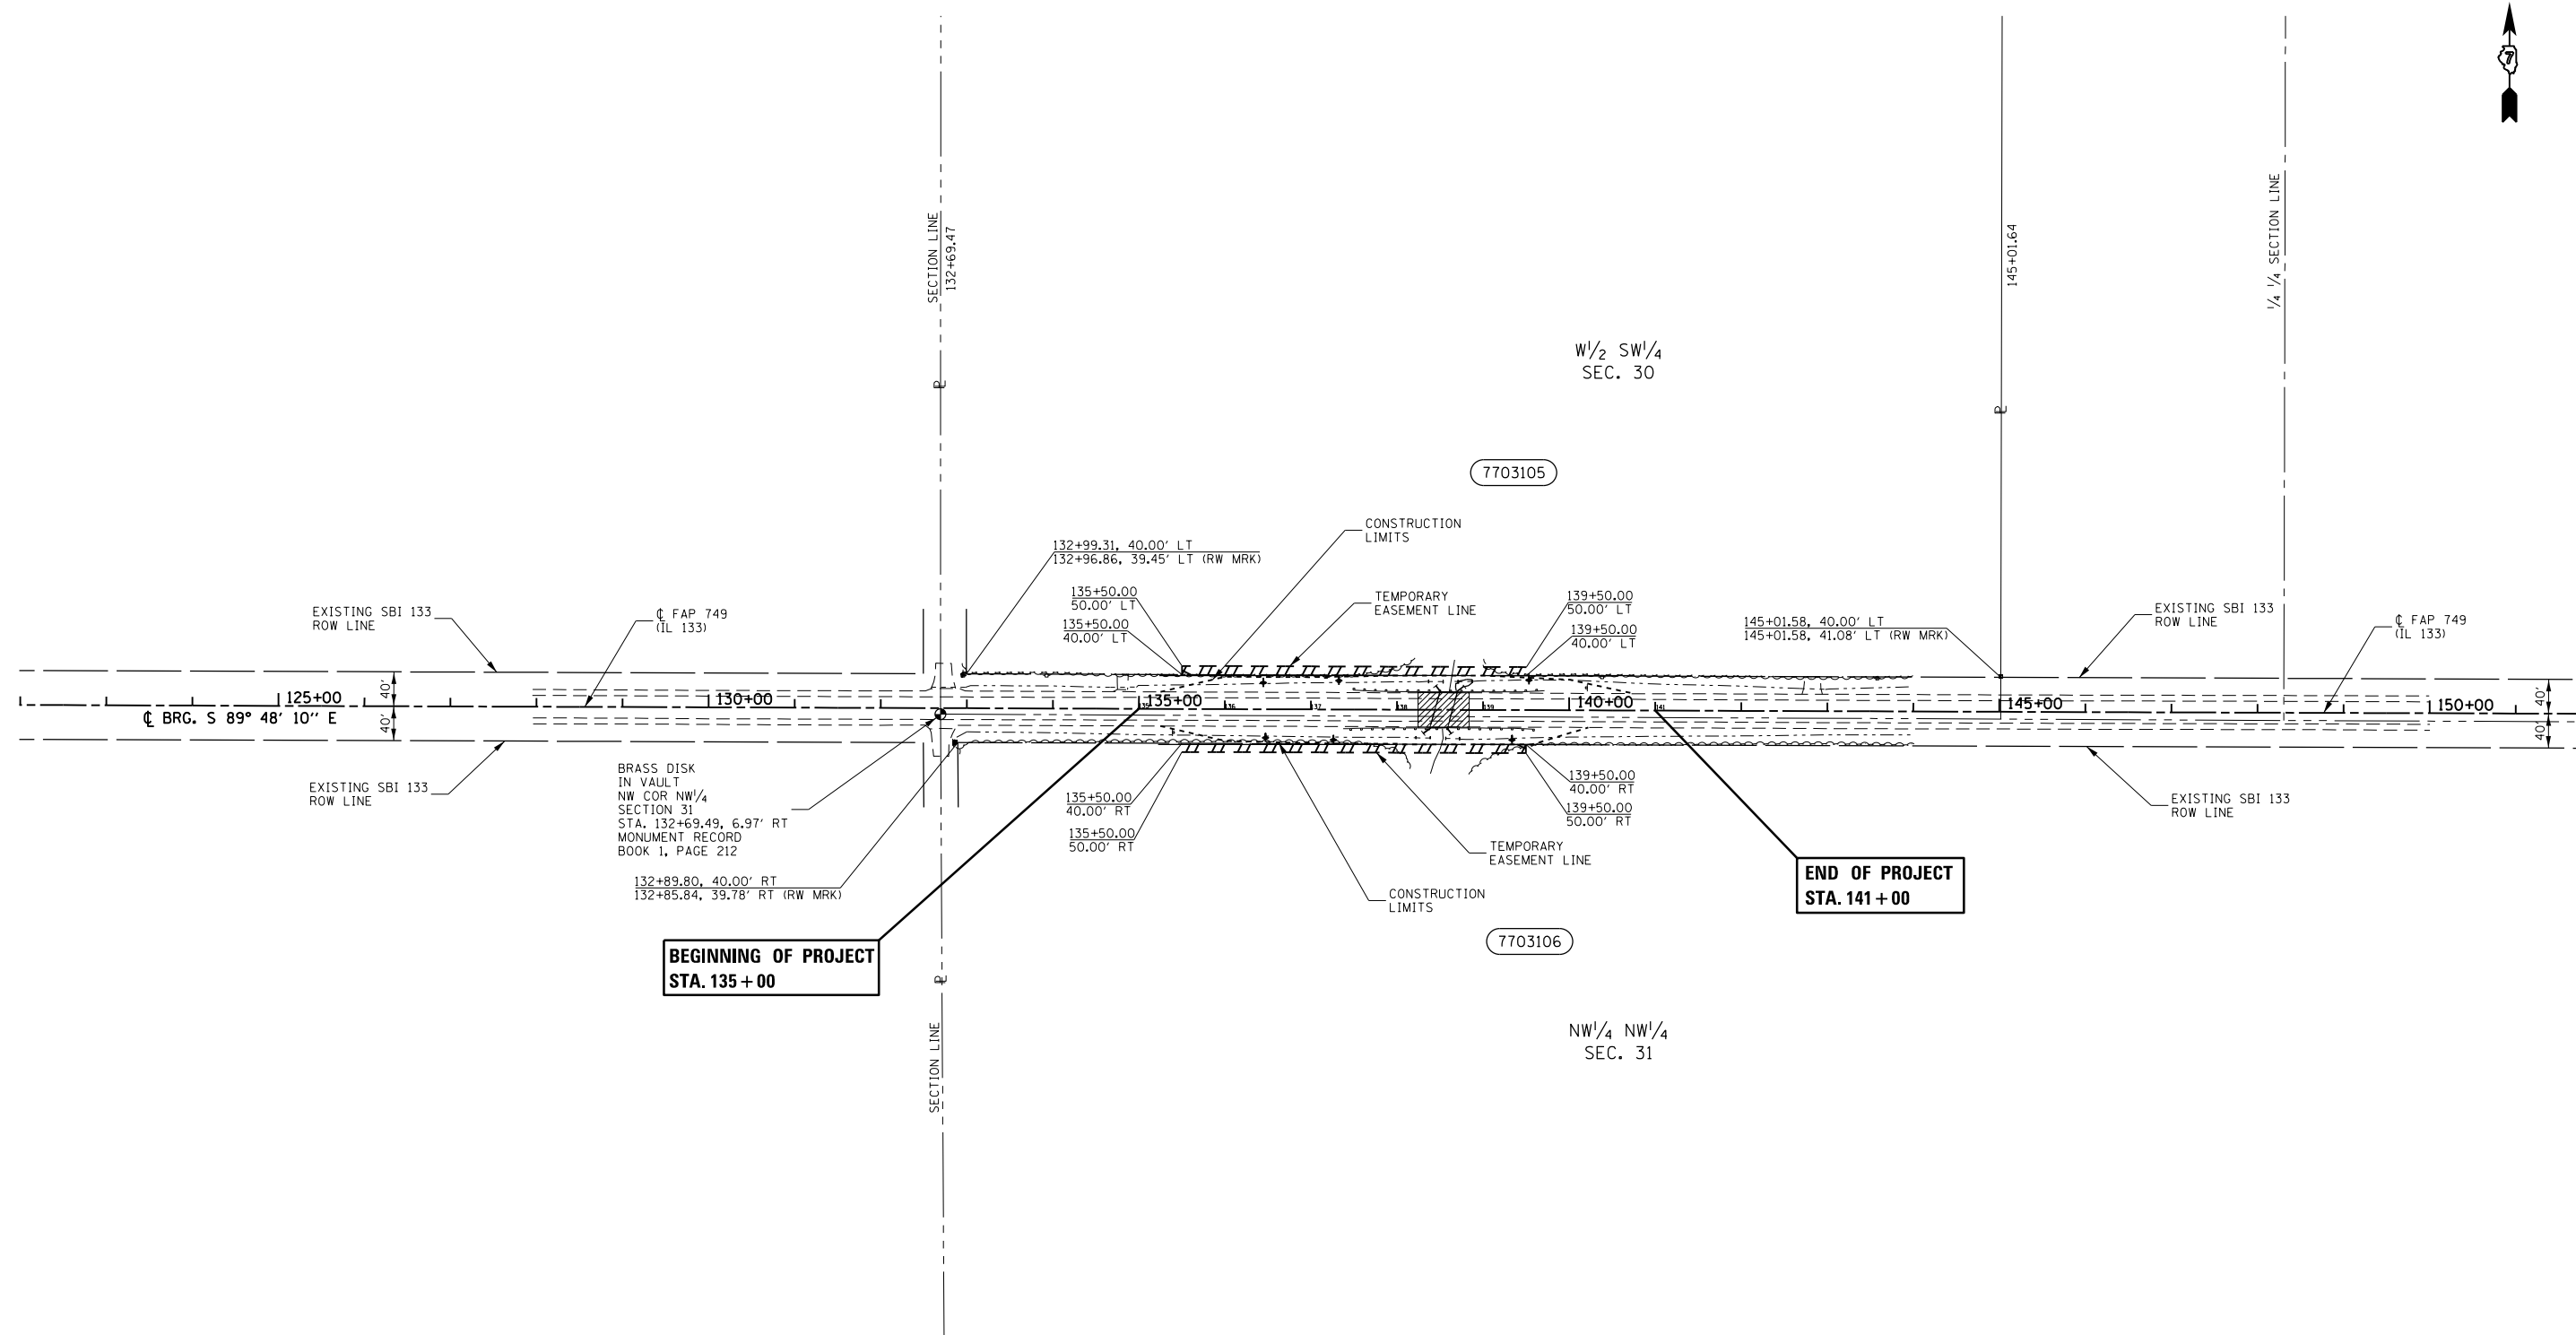 7
SECTION LINE
132+69.47
145+01.64
1/4 1/4 SECTION LINE
W1/2 SW1/4
SEC. 30
7703105
CONSTRUCTION
LIMITS
132+99.31, 40.00' LT
132+96.86, 39.45' LT (RW MRK)
135+50.00
50.00' LT
135+50.00
40.00' LT
TEMPORARY
EASEMENT LINE
139+50.00
50.00' LT
139+50.00
40.00' LT
145+01.58, 40.00' LT
145+01.58, 41.08' LT (RW MRK)
EXISTING SBI 133
ROW LINE
℄ FAP 749
(IL 133)
EXISTING SBI 133
ROW LINE
℄ FAP 749
(IL 133)
40'
40'
125+00
130+00
135+00
140+00
145+00
150+00
135
136
137
138
139
141
℄ BRG. S 89° 48' 10" E
40'
40'
EXISTING SBI 133
ROW LINE
BRASS DISK
IN VAULT
NW COR NW1/4
SECTION 31
STA. 132+69.49, 6.97' RT
MONUMENT RECORD
BOOK 1, PAGE 212
132+89.80, 40.00' RT
132+85.84, 39.78' RT (RW MRK)
135+50.00
40.00' RT
135+50.00
50.00' RT
139+50.00
40.00' RT
139+50.00
50.00' RT
TEMPORARY
EASEMENT LINE
CONSTRUCTION
LIMITS
EXISTING SBI 133
ROW LINE
END OF PROJECT
STA. 141+00
BEGINNING OF PROJECT
STA. 135+00
7703106
PL
PL
PL
SECTION LINE
NW1/4 NW1/4
SEC. 31